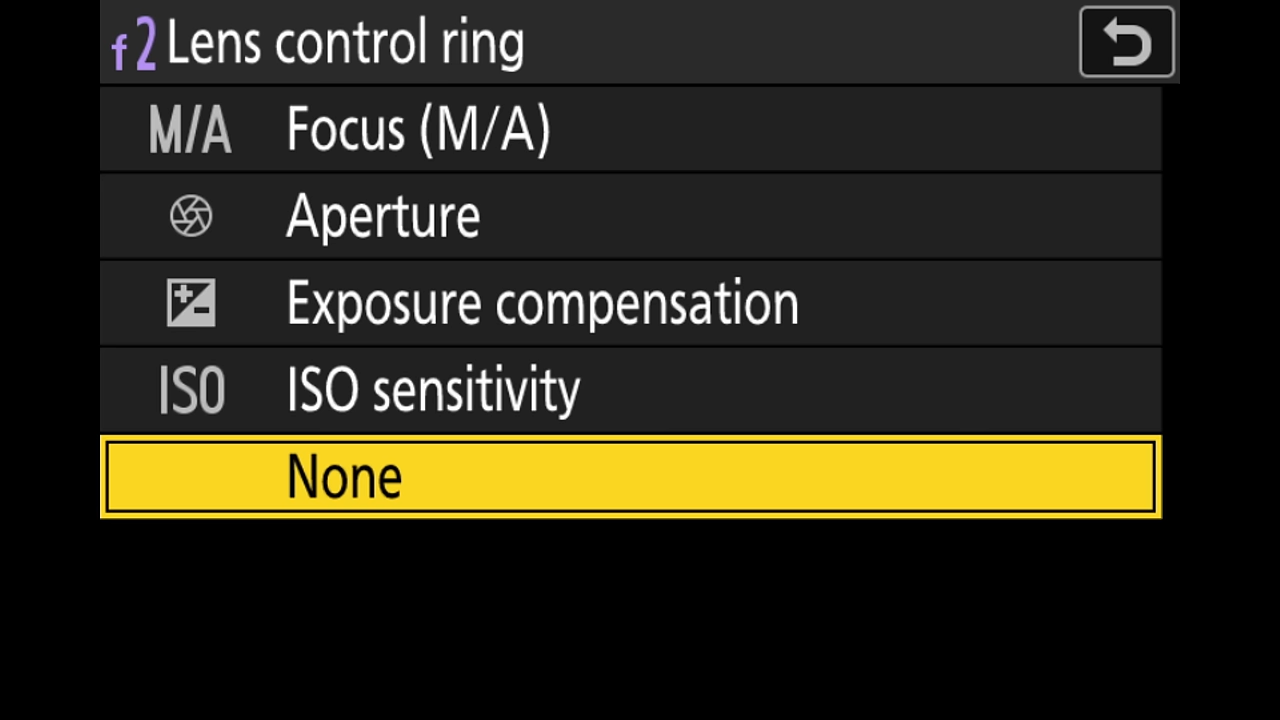 f2 Lens control ring
M/A Focus (M/A)
Aperture
Exposure compensation
ISO ISO sensitivity
None